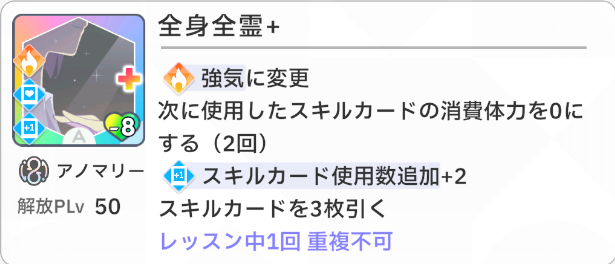 全身全霊+
強気に変更
次に使用したスキルカードの消費体力を0に
する（2回）
スキルカード使用数追加+2
スキルカードを3枚引く
レッスン中1回 重複不可
+1
-8
A
アノマリー
解放PLv 50